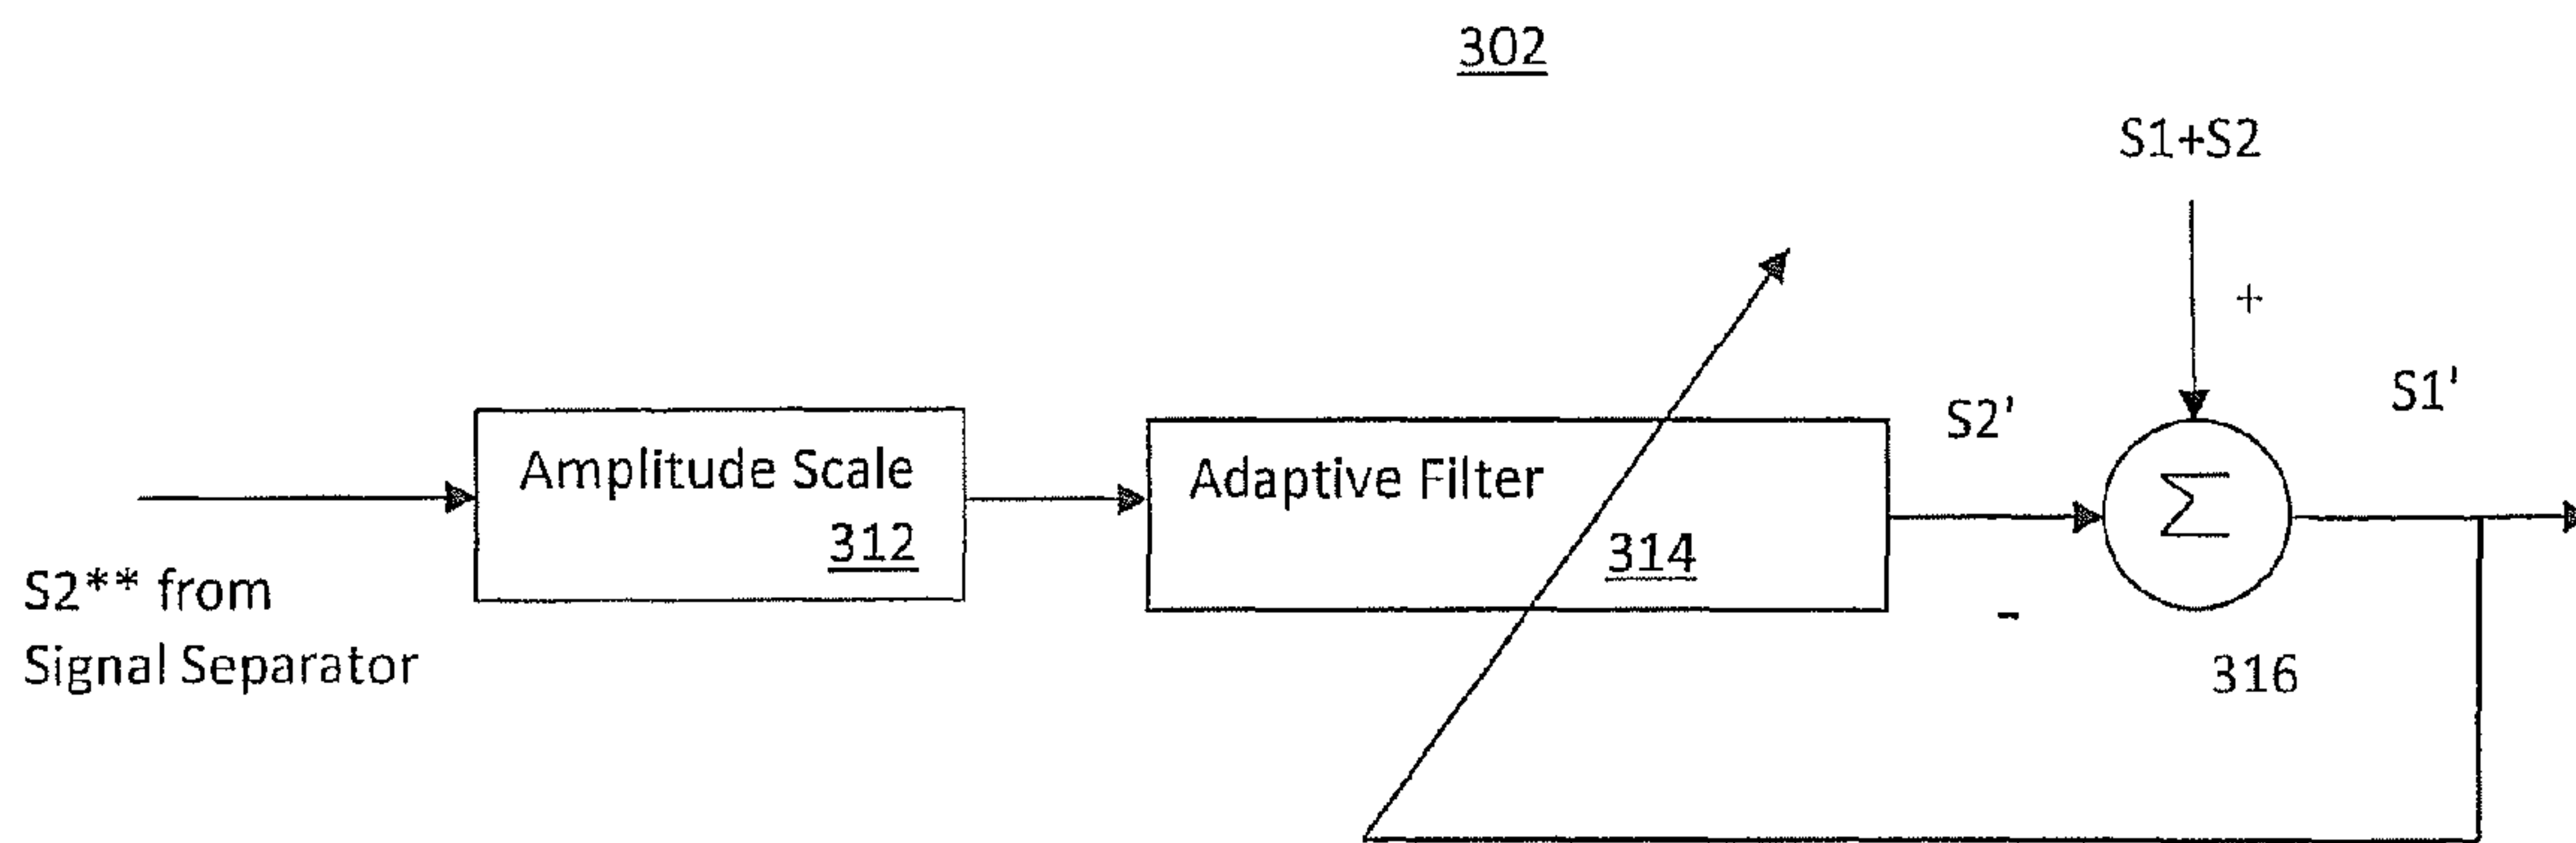 302
S1+S2
+
S1'
S2'
Amplitude Scale
312
Adaptive Filter
314
Σ
-
316
S2** from
Signal Separator